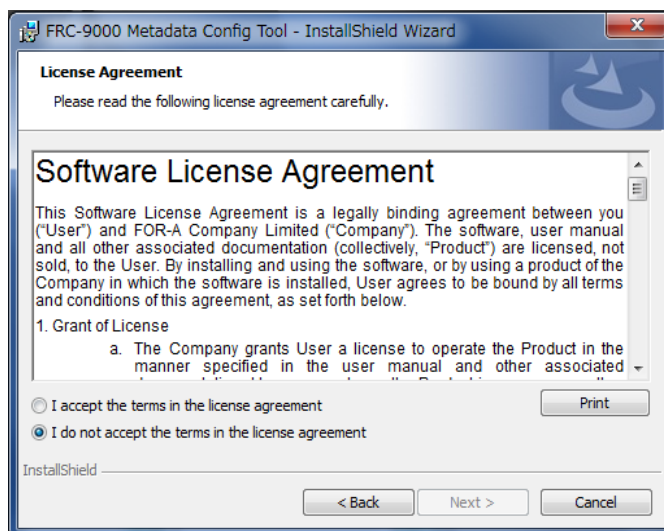 FRC-9000 Metadata Config Tool - InstallShield Wizard
License Agreement
Please read the following license agreement carefully.
Software License Agreement
This Software License Agreement is a legally binding agreement between you
(“User”) and FOR-A Company Limited (“Company”). The software, user manual
and all other associated documentation (collectively, “Product”) are licensed, not
sold, to the User. By installing and using the software, or by using a product of the
Company in which the software is installed, User agrees to be bound by all terms
and conditions of this agreement, as set forth below.
1. Grant of License
a. The Company grants User a license to operate the Product in the
manner specified in the user manual and other associated
I accept the terms in the license agreement
Print
I do not accept the terms in the license agreement
InstallShield
< Back
Next >
Cancel